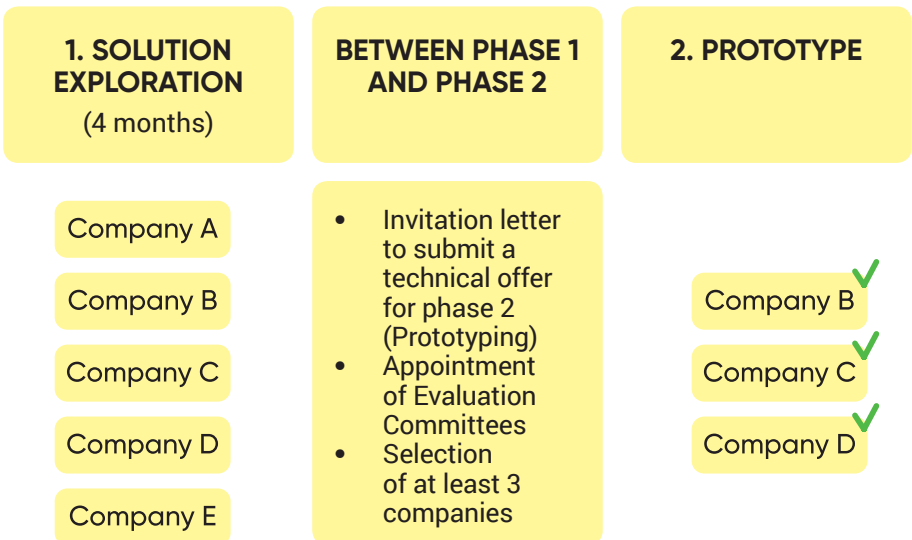 1. SOLUTION
EXPLORATION
(4 months)
BETWEEN PHASE 1
AND PHASE 2
2. PROTOTYPE
Company A
Company B
Company C
Company D
Company E
• Invitation letter
to submit a
technical offer
for phase 2
(Prototyping)
• Appointment
of Evaluation
Committees
• Selection
of at least 3
companies
Company B
Company C
Company D